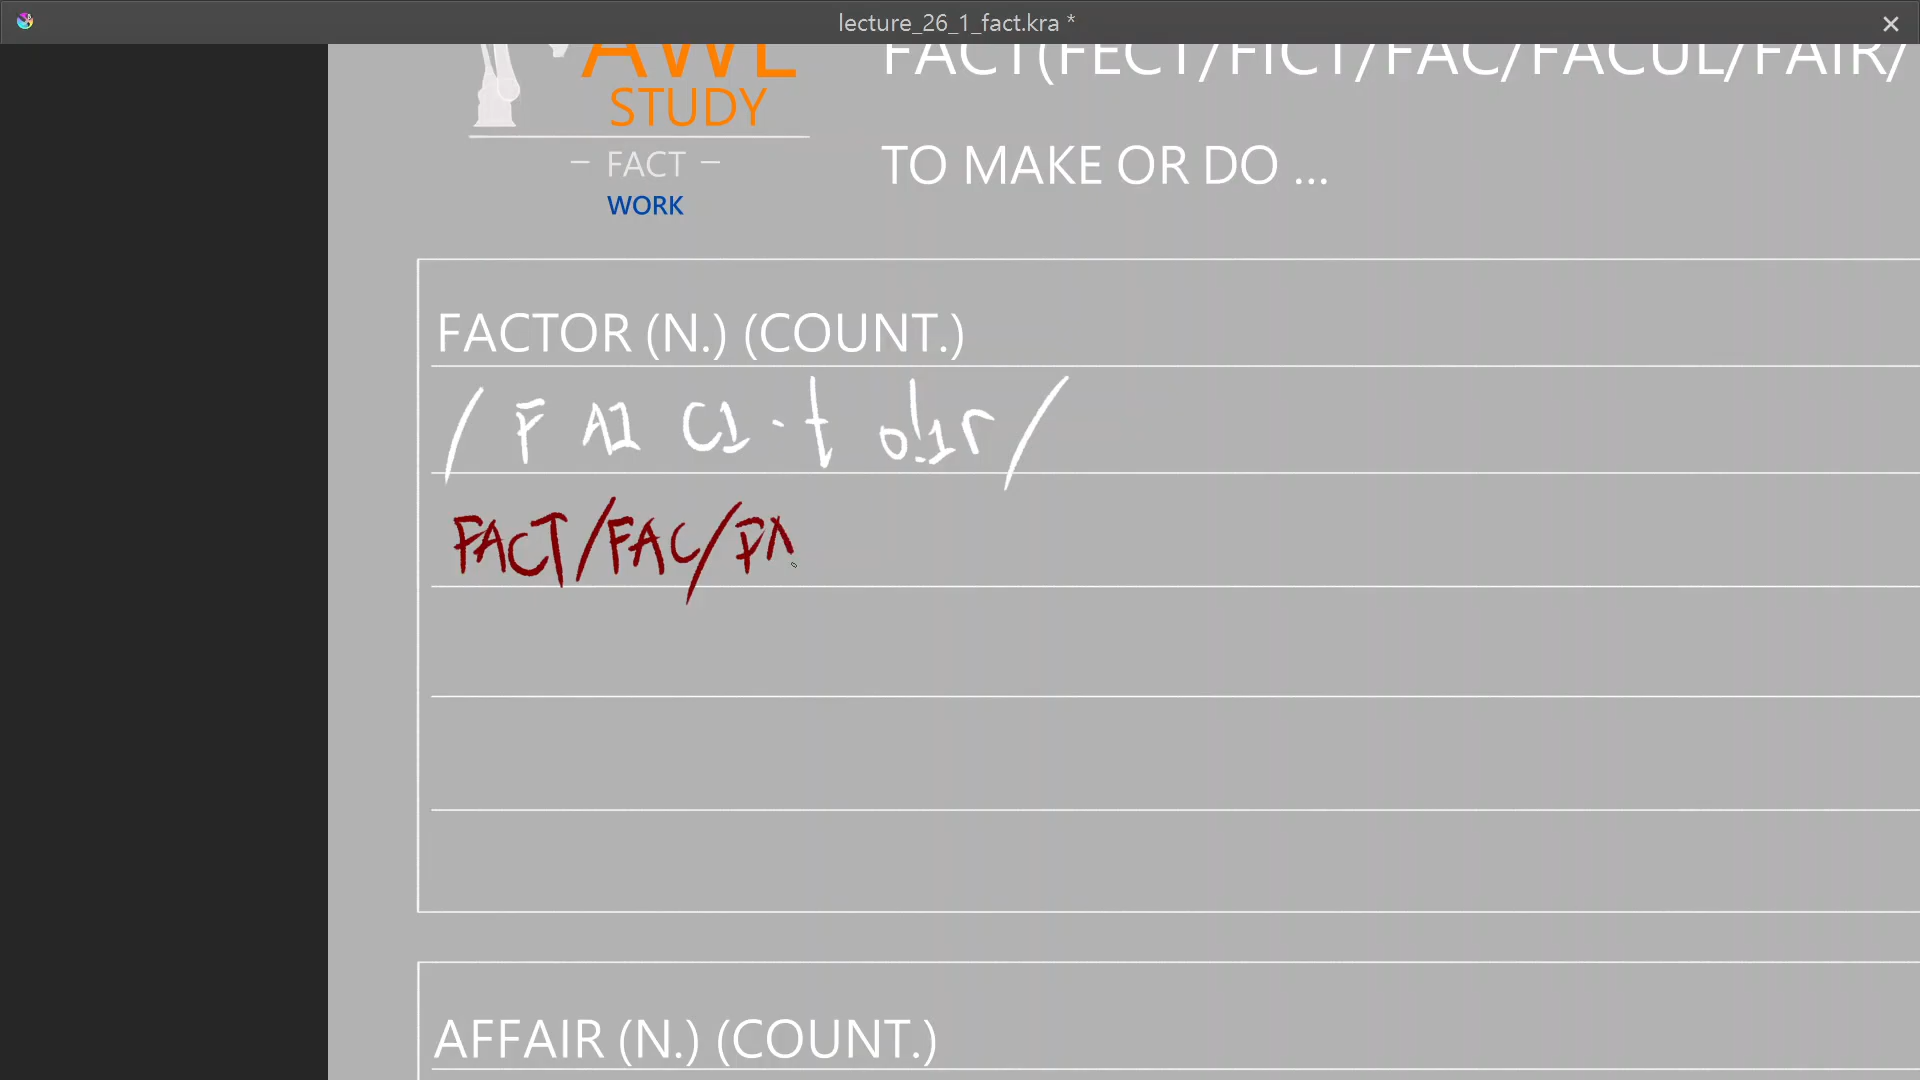 lecture_26_1_fact.kra *
AWL
STUDY
– FACT –
WORK
FACT(FECT/FICT/FAC/FACUL/FAIR/
TO MAKE OR DO ...
FACTOR (N.) (COUNT.)
FACT/FAC/FA
AFFAIR (N.) (COUNT.)